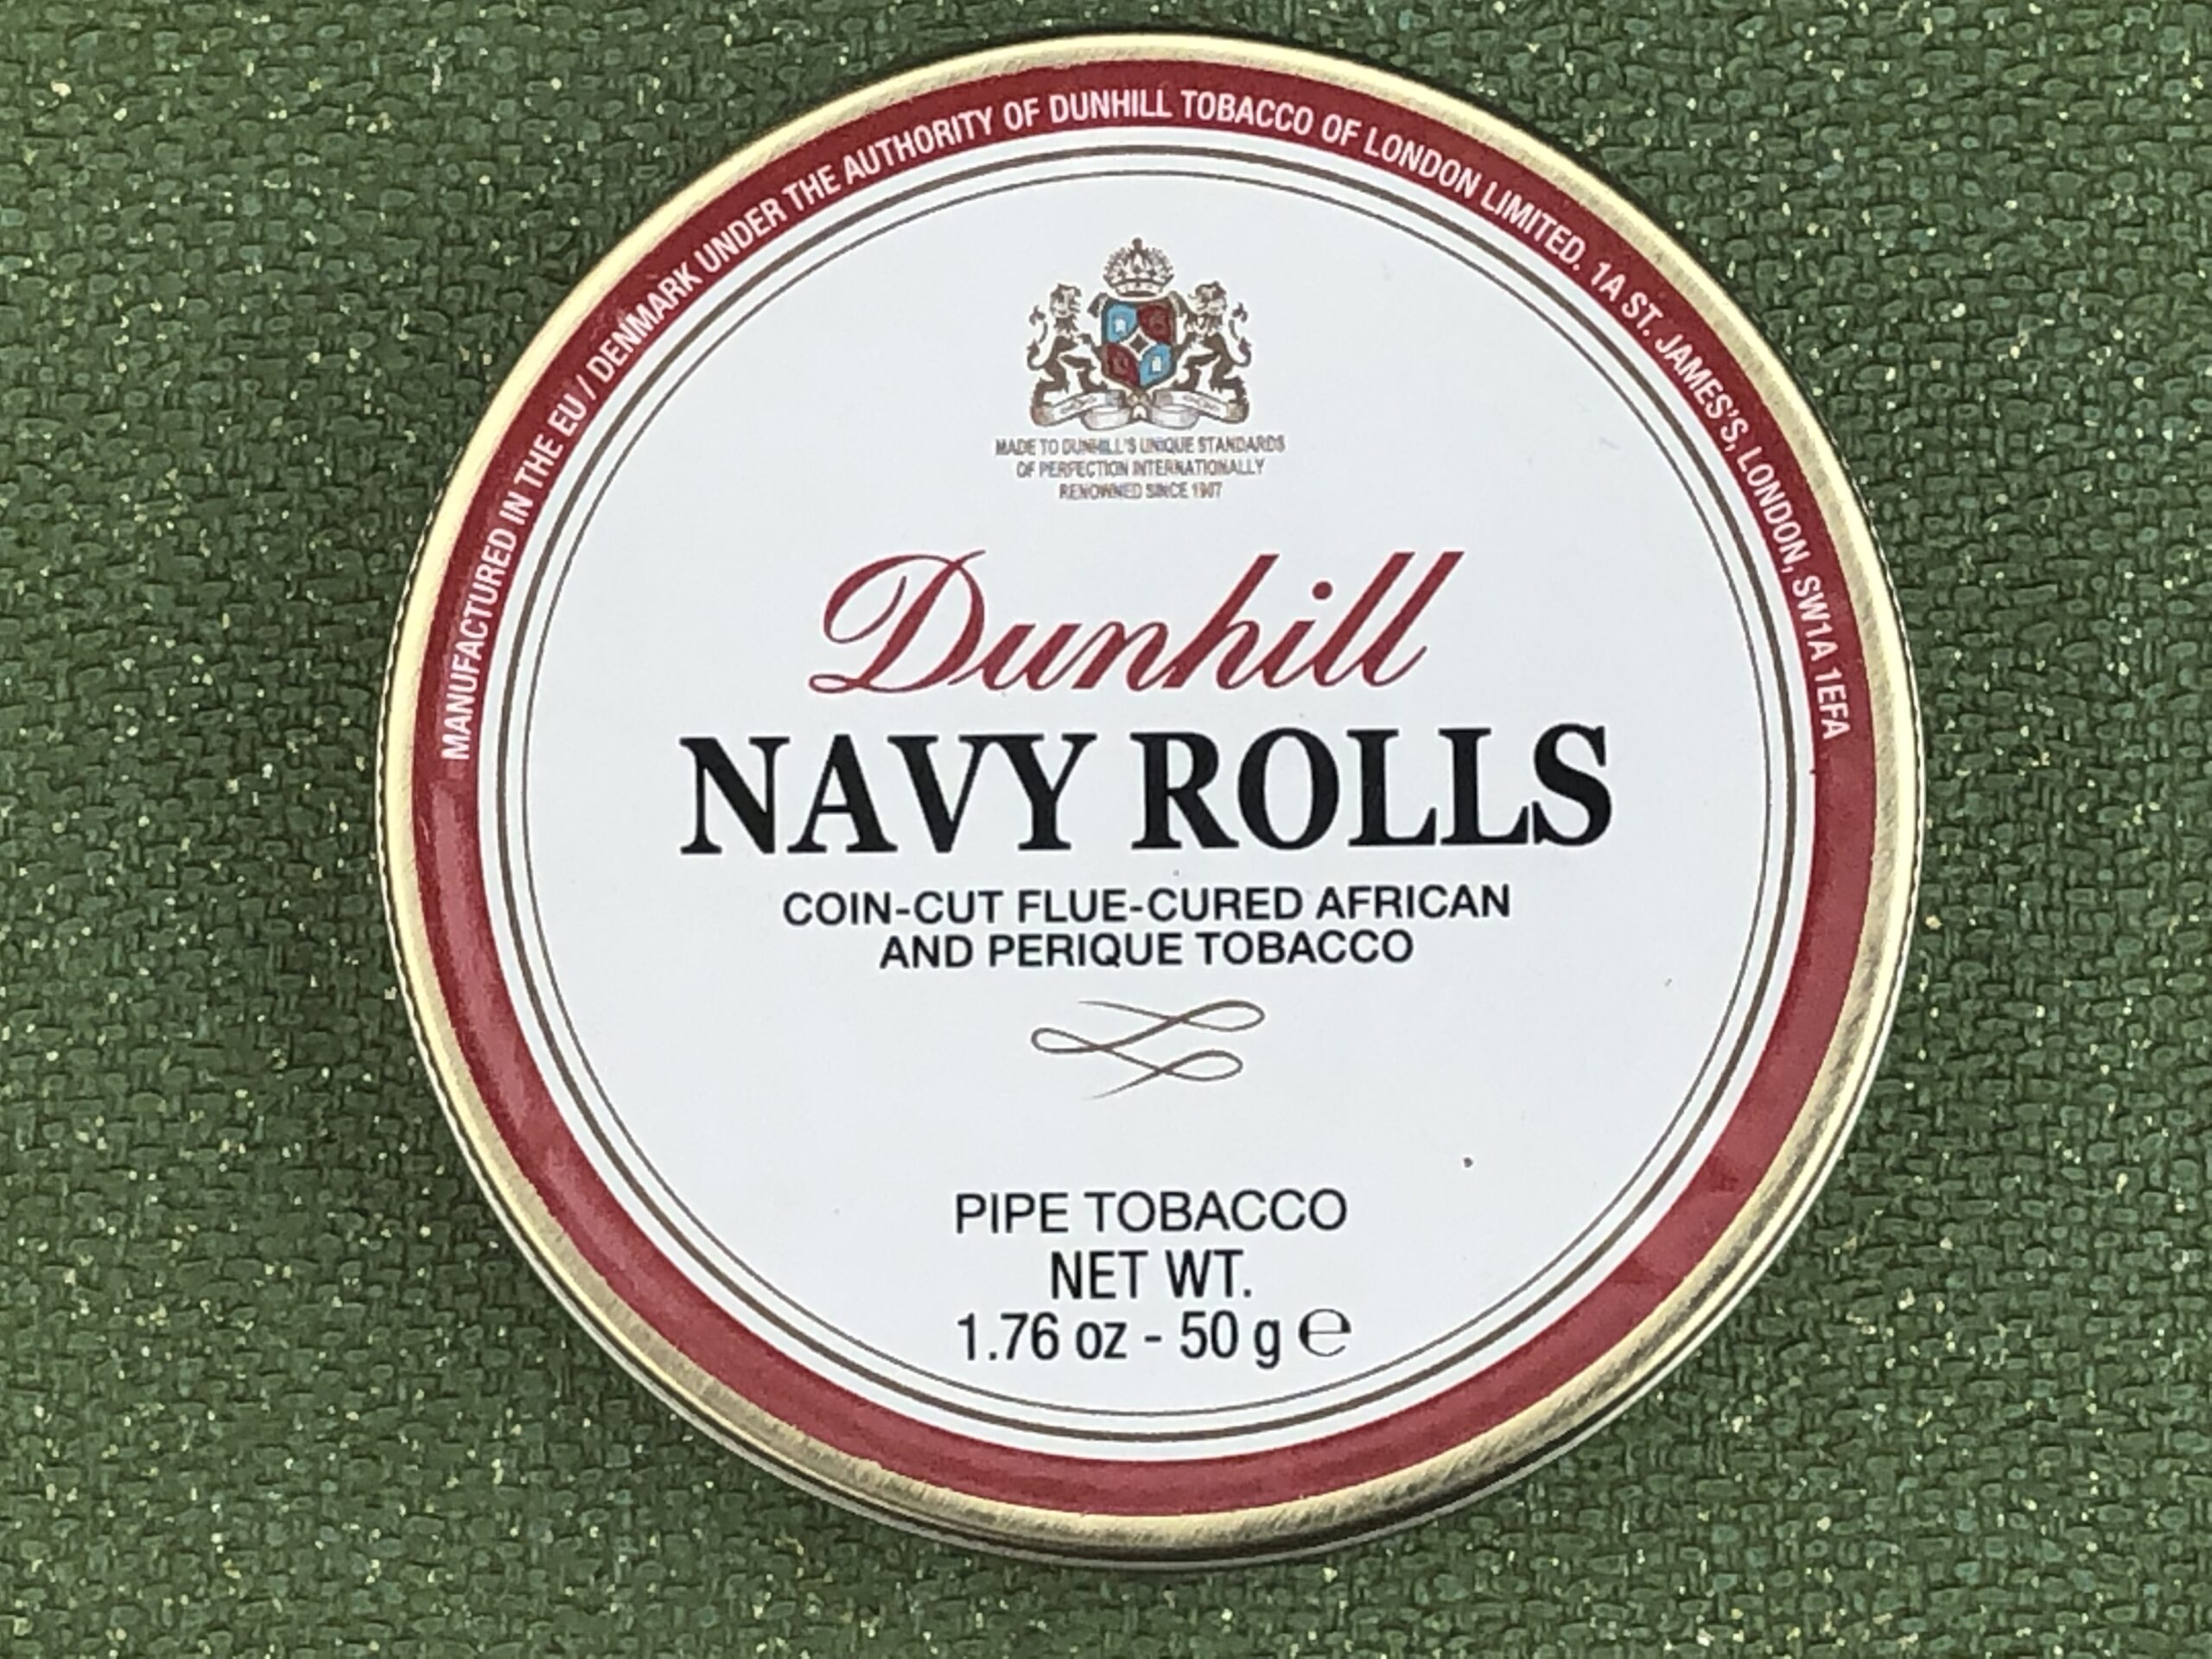 MANUFACTURED IN THE EU / DENMARK UNDER THE AUTHORITY OF DUNHILL TOBACCO OF LONDON LIMITED. 1A ST. JAMES'S, LONDON, SW1A 1EFA
MADE TO DUNHILL'S UNIQUE STANDARDS
OF PERFECTION INTERNATIONALLY
RENOWNED SINCE 1907
Dunhill
NAVY ROLLS
COIN-CUT FLUE-CURED AFRICAN
AND PERIQUE TOBACCO
PIPE TOBACCO
NET WT.
1.76 oz - 50 g ℮